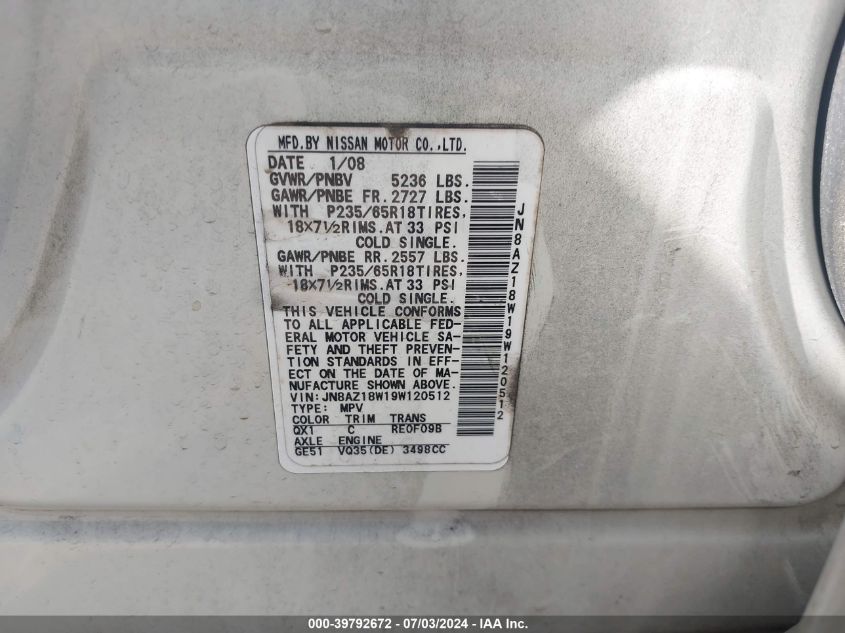 MFD.BY NISSAN MOTOR CO.,LTD.
DATE 1/08
GVWR/PNBV 5236 LBS.
GAWR/PNBE FR. 2727 LBS.
WITH P235/65R18TIRES,
18X7½RIMS.AT 33 PSI
COLD SINGLE.
GAWR/PNBE RR. 2557 LBS.
WITH P235/65R18TIRES,
18X7½RIMS.AT 33 PSI
COLD SINGLE.
THIS VEHICLE CONFORMS
TO ALL APPLICABLE FED-
ERAL MOTOR VEHICLE SA-
FETY AND THEFT PREVEN-
TION STANDARDS IN EFF-
ECT ON THE DATE OF MA-
NUFACTURE SHOWN ABOVE.
VIN:JN8AZ18W19W120512
TYPE: MPV
COLOR TRIM TRANS
QX1 C RE0F09B
AXLE ENGINE
GE51 VQ35(DE) 3498CC
JN8AZ18W19W120512
000-39792672 - 07/03/2024 - IAA Inc.